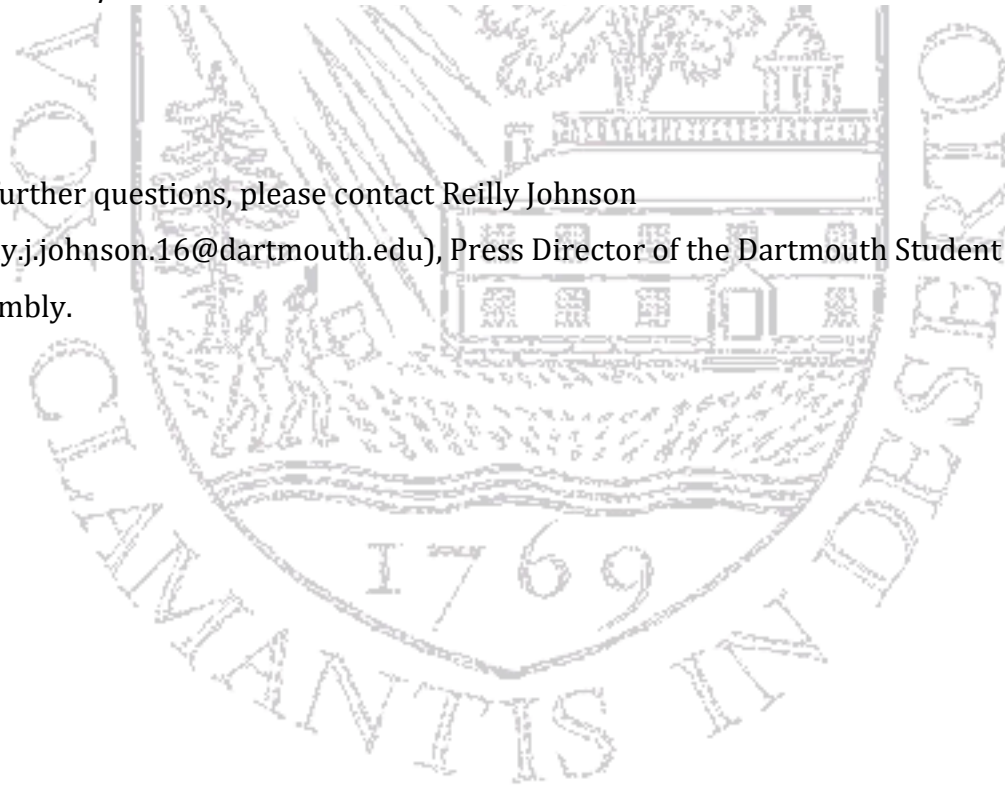 urther questions, please contact Reilly Johnson
y.j.johnson.16@dartmouth.edu), Press Director of the Dartmouth Student
mbly.
VOX
CLAMANTIS IN DESERTO
1769